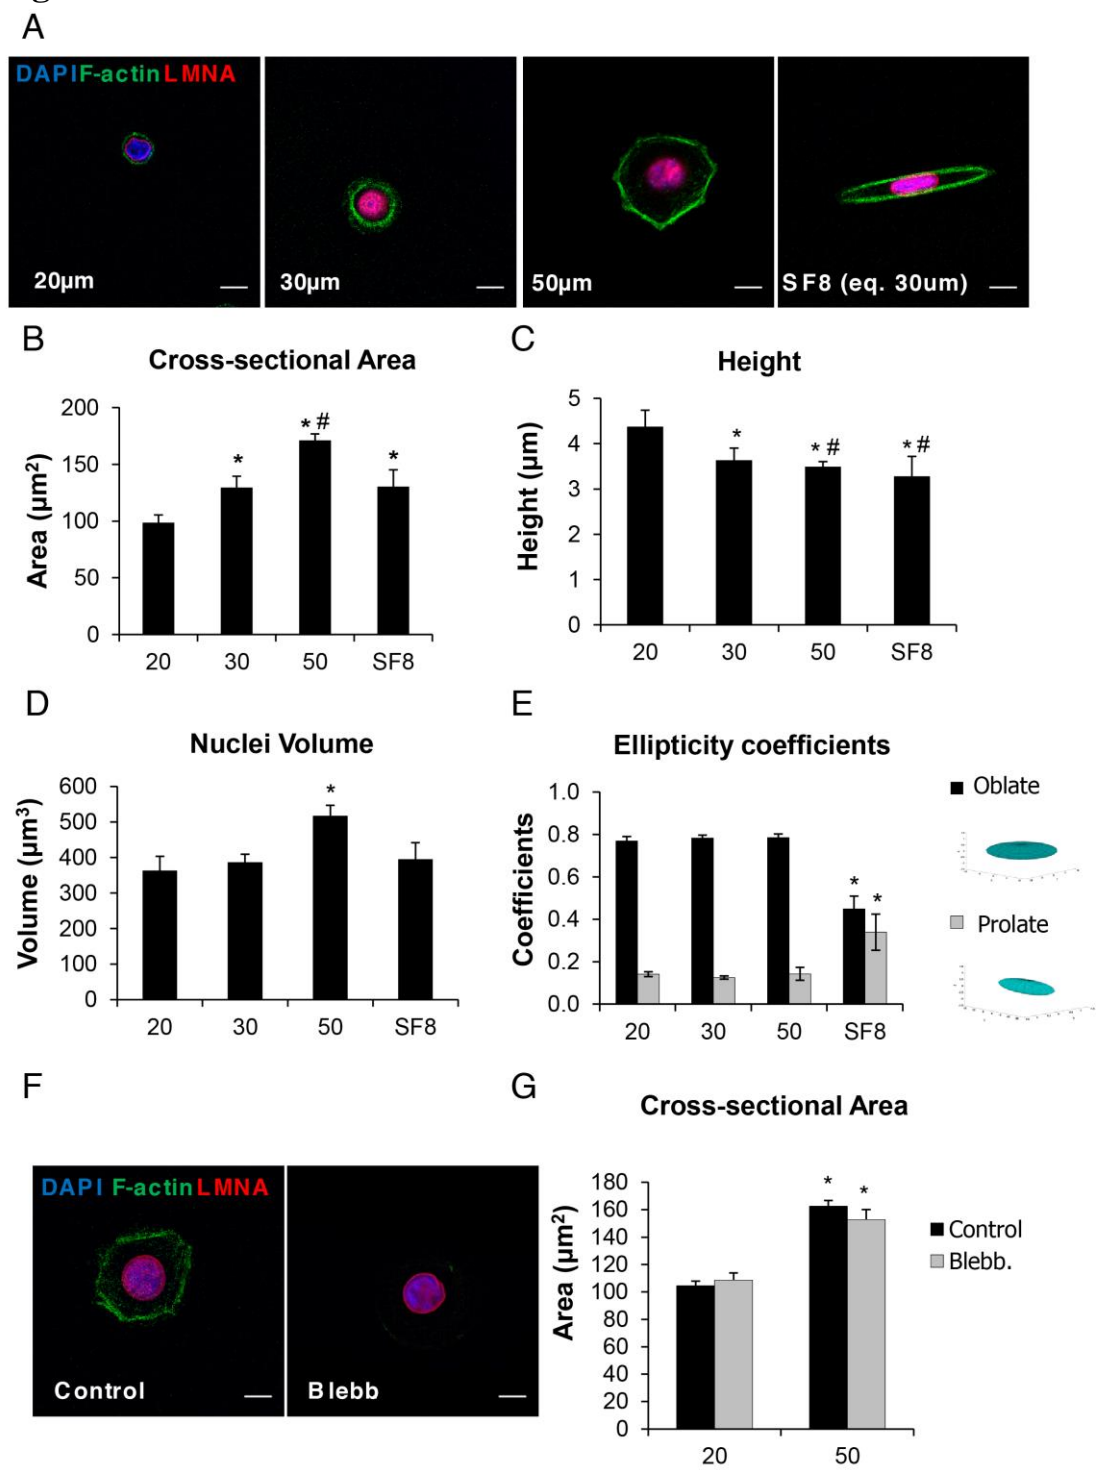 A
DAPI F-actin LMNA
20µm
30µm
50µm
SF8 (eq. 30um)
B
Cross-sectional Area
Area (µm²)
200
150
100
50
0
20 30 50 SF8
* *# *
C
Height
Height (µm)
5
4
3
2
1
0
20 30 50 SF8
* *# *#
D
Nuclei Volume
Volume (µm³)
600
500
400
300
200
100
0
20 30 50 SF8
*
E
Ellipticity coefficients
Coefficients
1.0
0.8
0.6
0.4
0.2
0.0
20 30 50 SF8
* *
Oblate
Prolate
F
DAPI F-actin LMNA
Control
Blebb
G
Cross-sectional Area
Area (µm²)
180
160
140
120
100
80
60
40
20
0
20 50
* *
Control
Blebb.